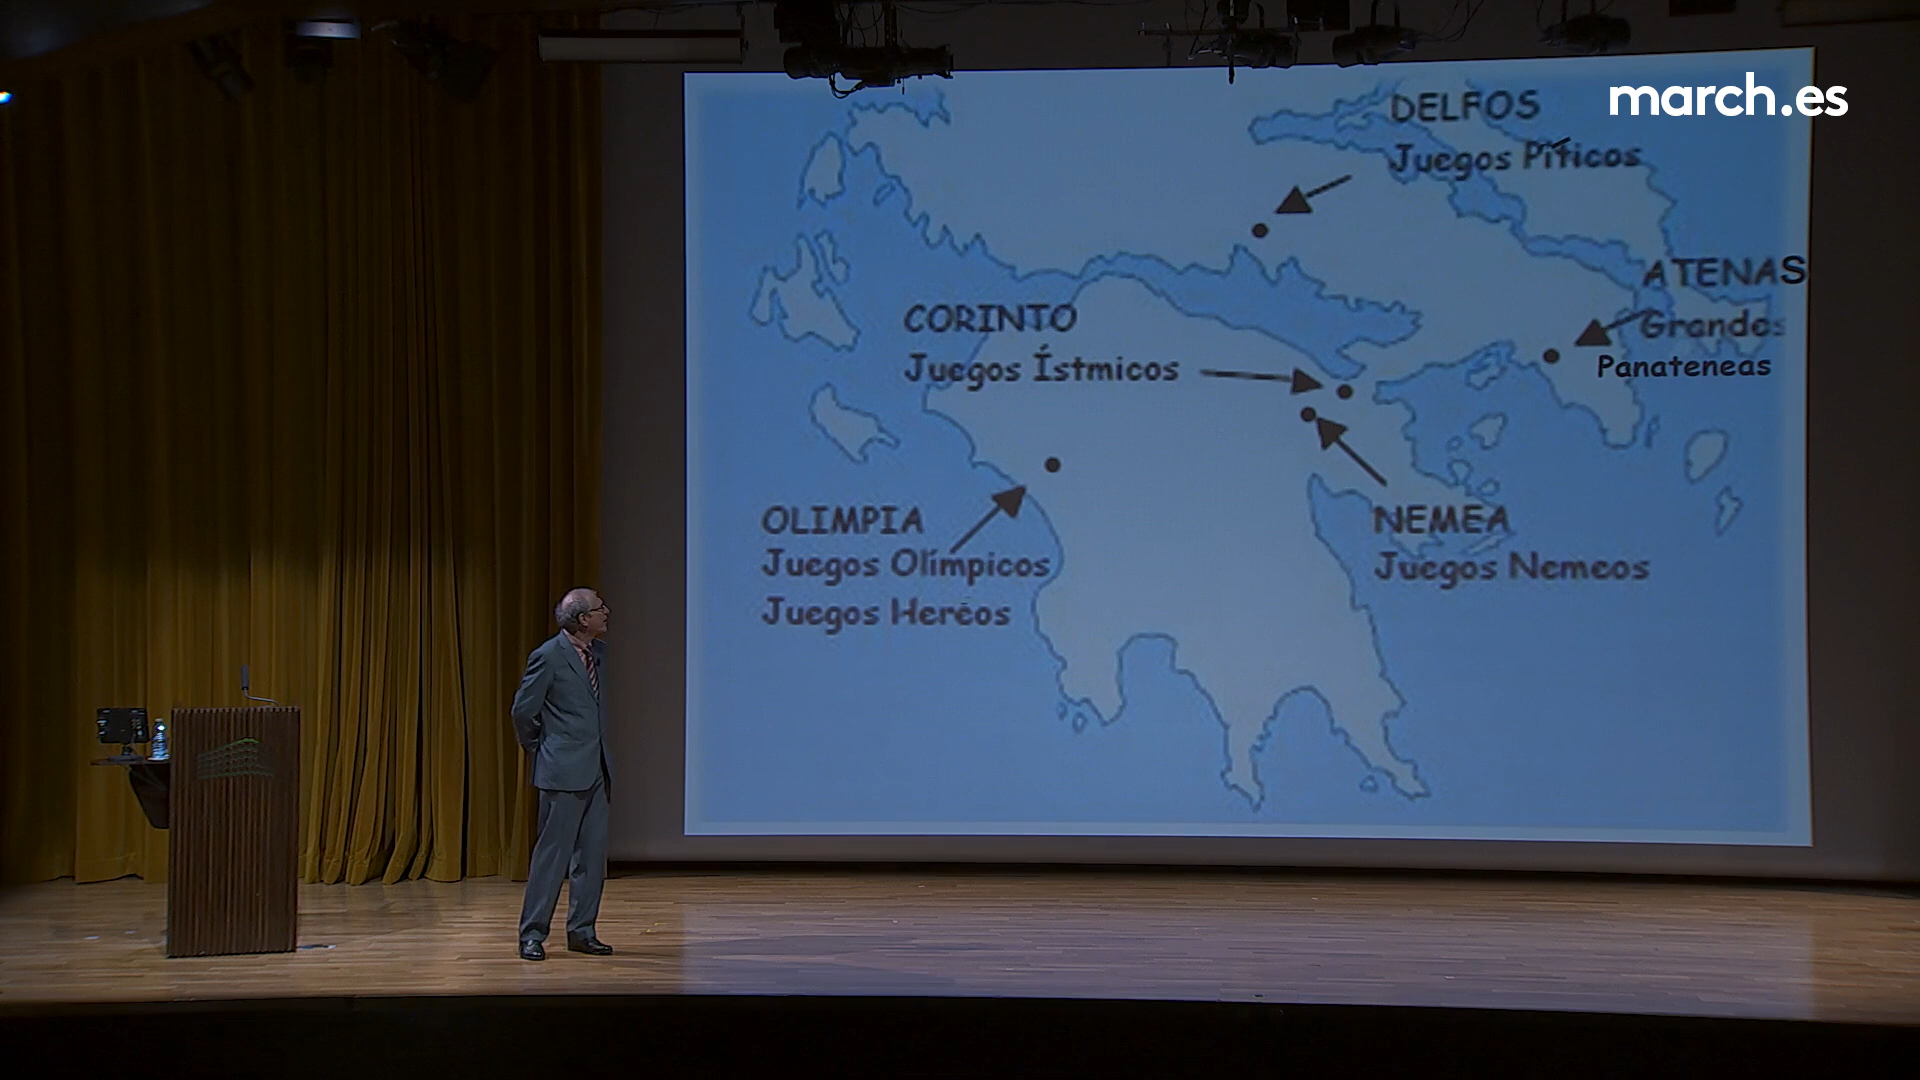 march.es
DELFOS
Juegos Píticos
ATENAS
Grandes
Panateneas
CORINTO
Juegos Ístmicos
OLIMPIA
Juegos Olímpicos
Juegos Heréos
NEMEA
Juegos Nemeos